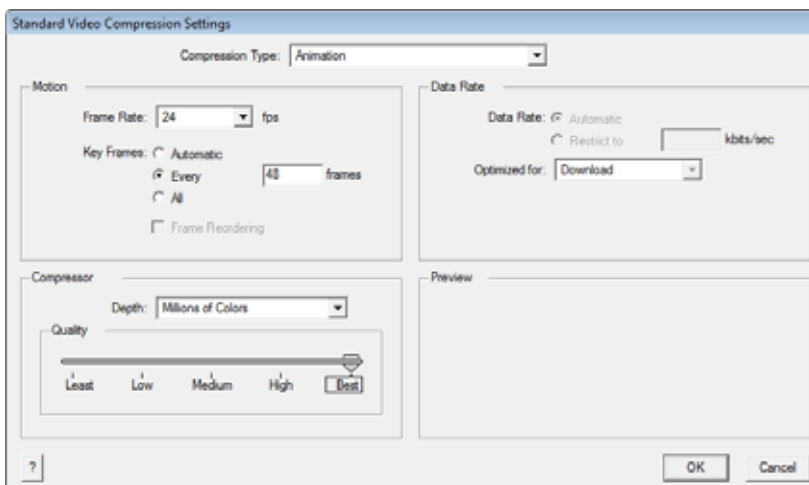 Standard Video Compression Settings
Compression Type: Animation
Motion
Frame Rate: 24 fps
Key Frames: Automatic
Every 48 frames
All
Frame Reordering
Data Rate
Data Rate: Automatic
Restrict to kbits/sec
Optimized for: Download
Compressor
Depth: Millions of Colors
Quality
Least Low Medium High Best
Preview
? OK Cancel